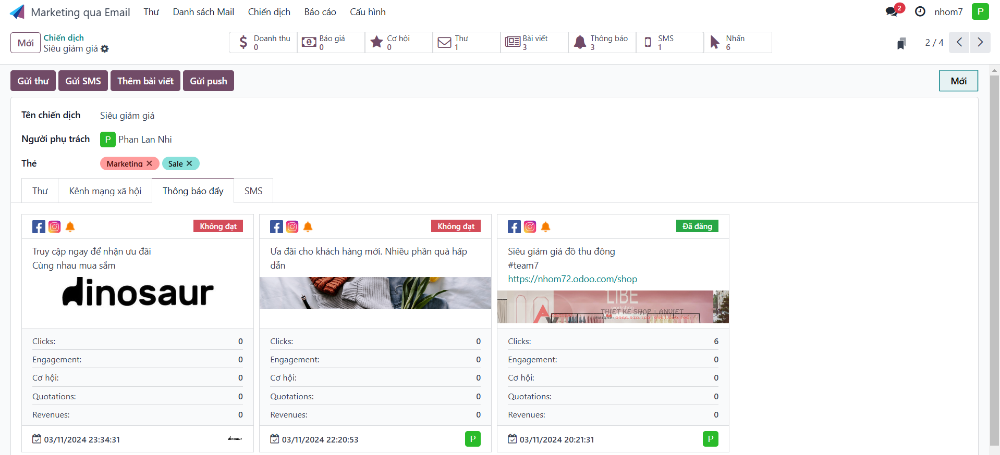 Marketing qua Email
Thư
Danh sách Mail
Chiến dịch
Báo cáo
Cấu hình
2
nhom7
P
Mới
Chiến dịch
Siêu giảm giá
Doanh thu
0
Báo giá
0
Cơ hội
0
Thư
1
Bài viết
3
Thông báo
3
SMS
1
Nhấn
6
2 / 4
Gửi thư
Gửi SMS
Thêm bài viết
Gửi push
Mới
Tên chiến dịch
Siêu giảm giá
Người phụ trách
P
Phan Lan Nhi
Thẻ
Marketing
Sale
Thư
Kênh mạng xã hội
Thông báo đẩy
SMS
Không đạt
Truy cập ngay để nhận ưu đãi
Cùng nhau mua sắm
dinosaur
Clicks: 0
Engagement: 0
Cơ hội: 0
Quotations: 0
Revenues: 0
03/11/2024 23:34:31
dinosaur
Không đạt
Ưa đãi cho khách hàng mới. Nhiều phần quà hấp
dẫn
Clicks: 0
Engagement: 0
Cơ hội: 0
Quotations: 0
Revenues: 0
03/11/2024 22:20:53
P
Đã đăng
Siêu giảm giá đồ thu đông
#team7
https://nhom72.odoo.com/shop
LIBE
workshop
THIET KE SHOP | ANVIET
Clicks: 6
Engagement: 0
Cơ hội: 0
Quotations: 0
Revenues: 0
03/11/2024 20:21:31
P